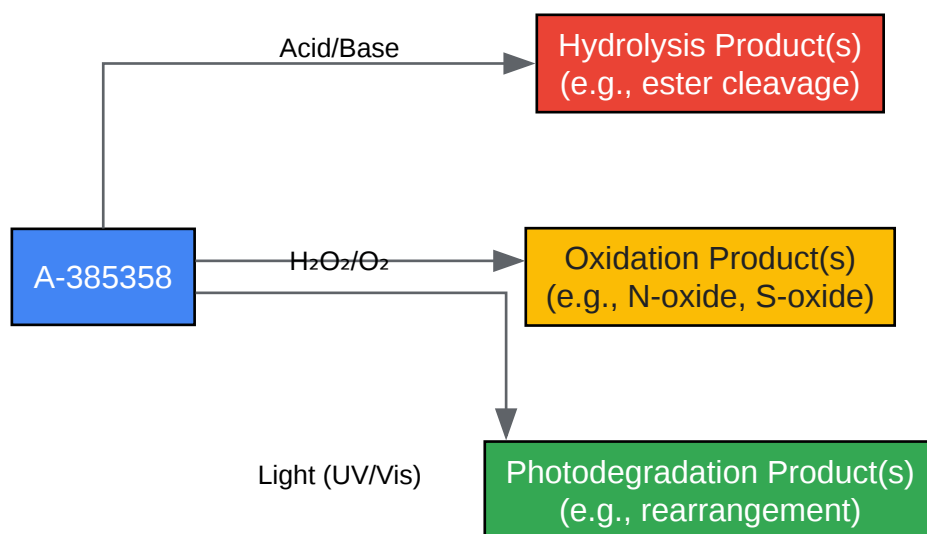 Acid/Base
Hydrolysis Product(s)
(e.g., ester cleavage)
A-385358
H₂O₂/O₂
Oxidation Product(s)
(e.g., N-oxide, S-oxide)
Light (UV/Vis)
Photodegradation Product(s)
(e.g., rearrangement)